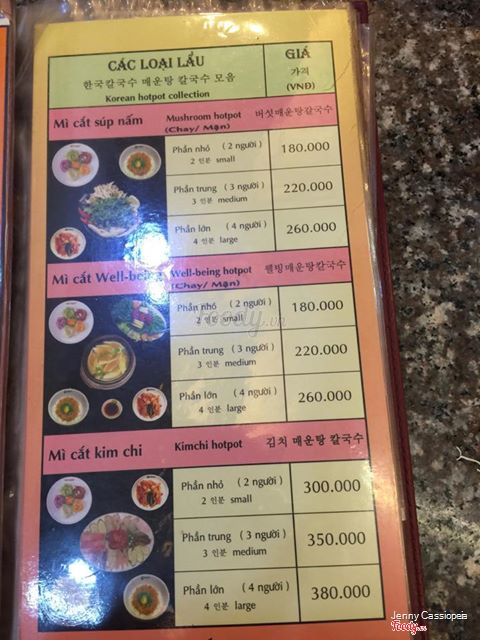 CÁC LOẠI LẨU
한국칼국수 매운탕 칼국수 모음
Korean hotpot collection
GIÁ
가격
(VNĐ)
Mì cắt súp nấm Mushroom hotpot 버섯매운탕칼국수
(Chay/ Mặn)
Phần nhỏ ( 2 người) 180.000
2 인분 small
Phần trung ( 3 người) 220.000
3 인분 medium
Phần lớn ( 4 người) 260.000
4 인분 large
Mì cắt Well-being Well-being hotpot 웰빙매운탕칼국수
(Chay/ Mặn)
Phần nhỏ ( 2 người) 180.000
2 인분 small
Phần trung ( 3 người) 220.000
3 인분 medium
Phần lớn ( 4 người) 260.000
4 인분 large
Mì cắt kim chi Kimchi hotpot 김치 매운탕 칼국수
Phần nhỏ ( 2 người) 300.000
2 인분 small
Phần trung ( 3 người) 350.000
3 인분 medium
Phần lớn ( 4 người) 380.000
4 인분 large
Foody.vn
Jenny Cassiopeia
Foody.vn